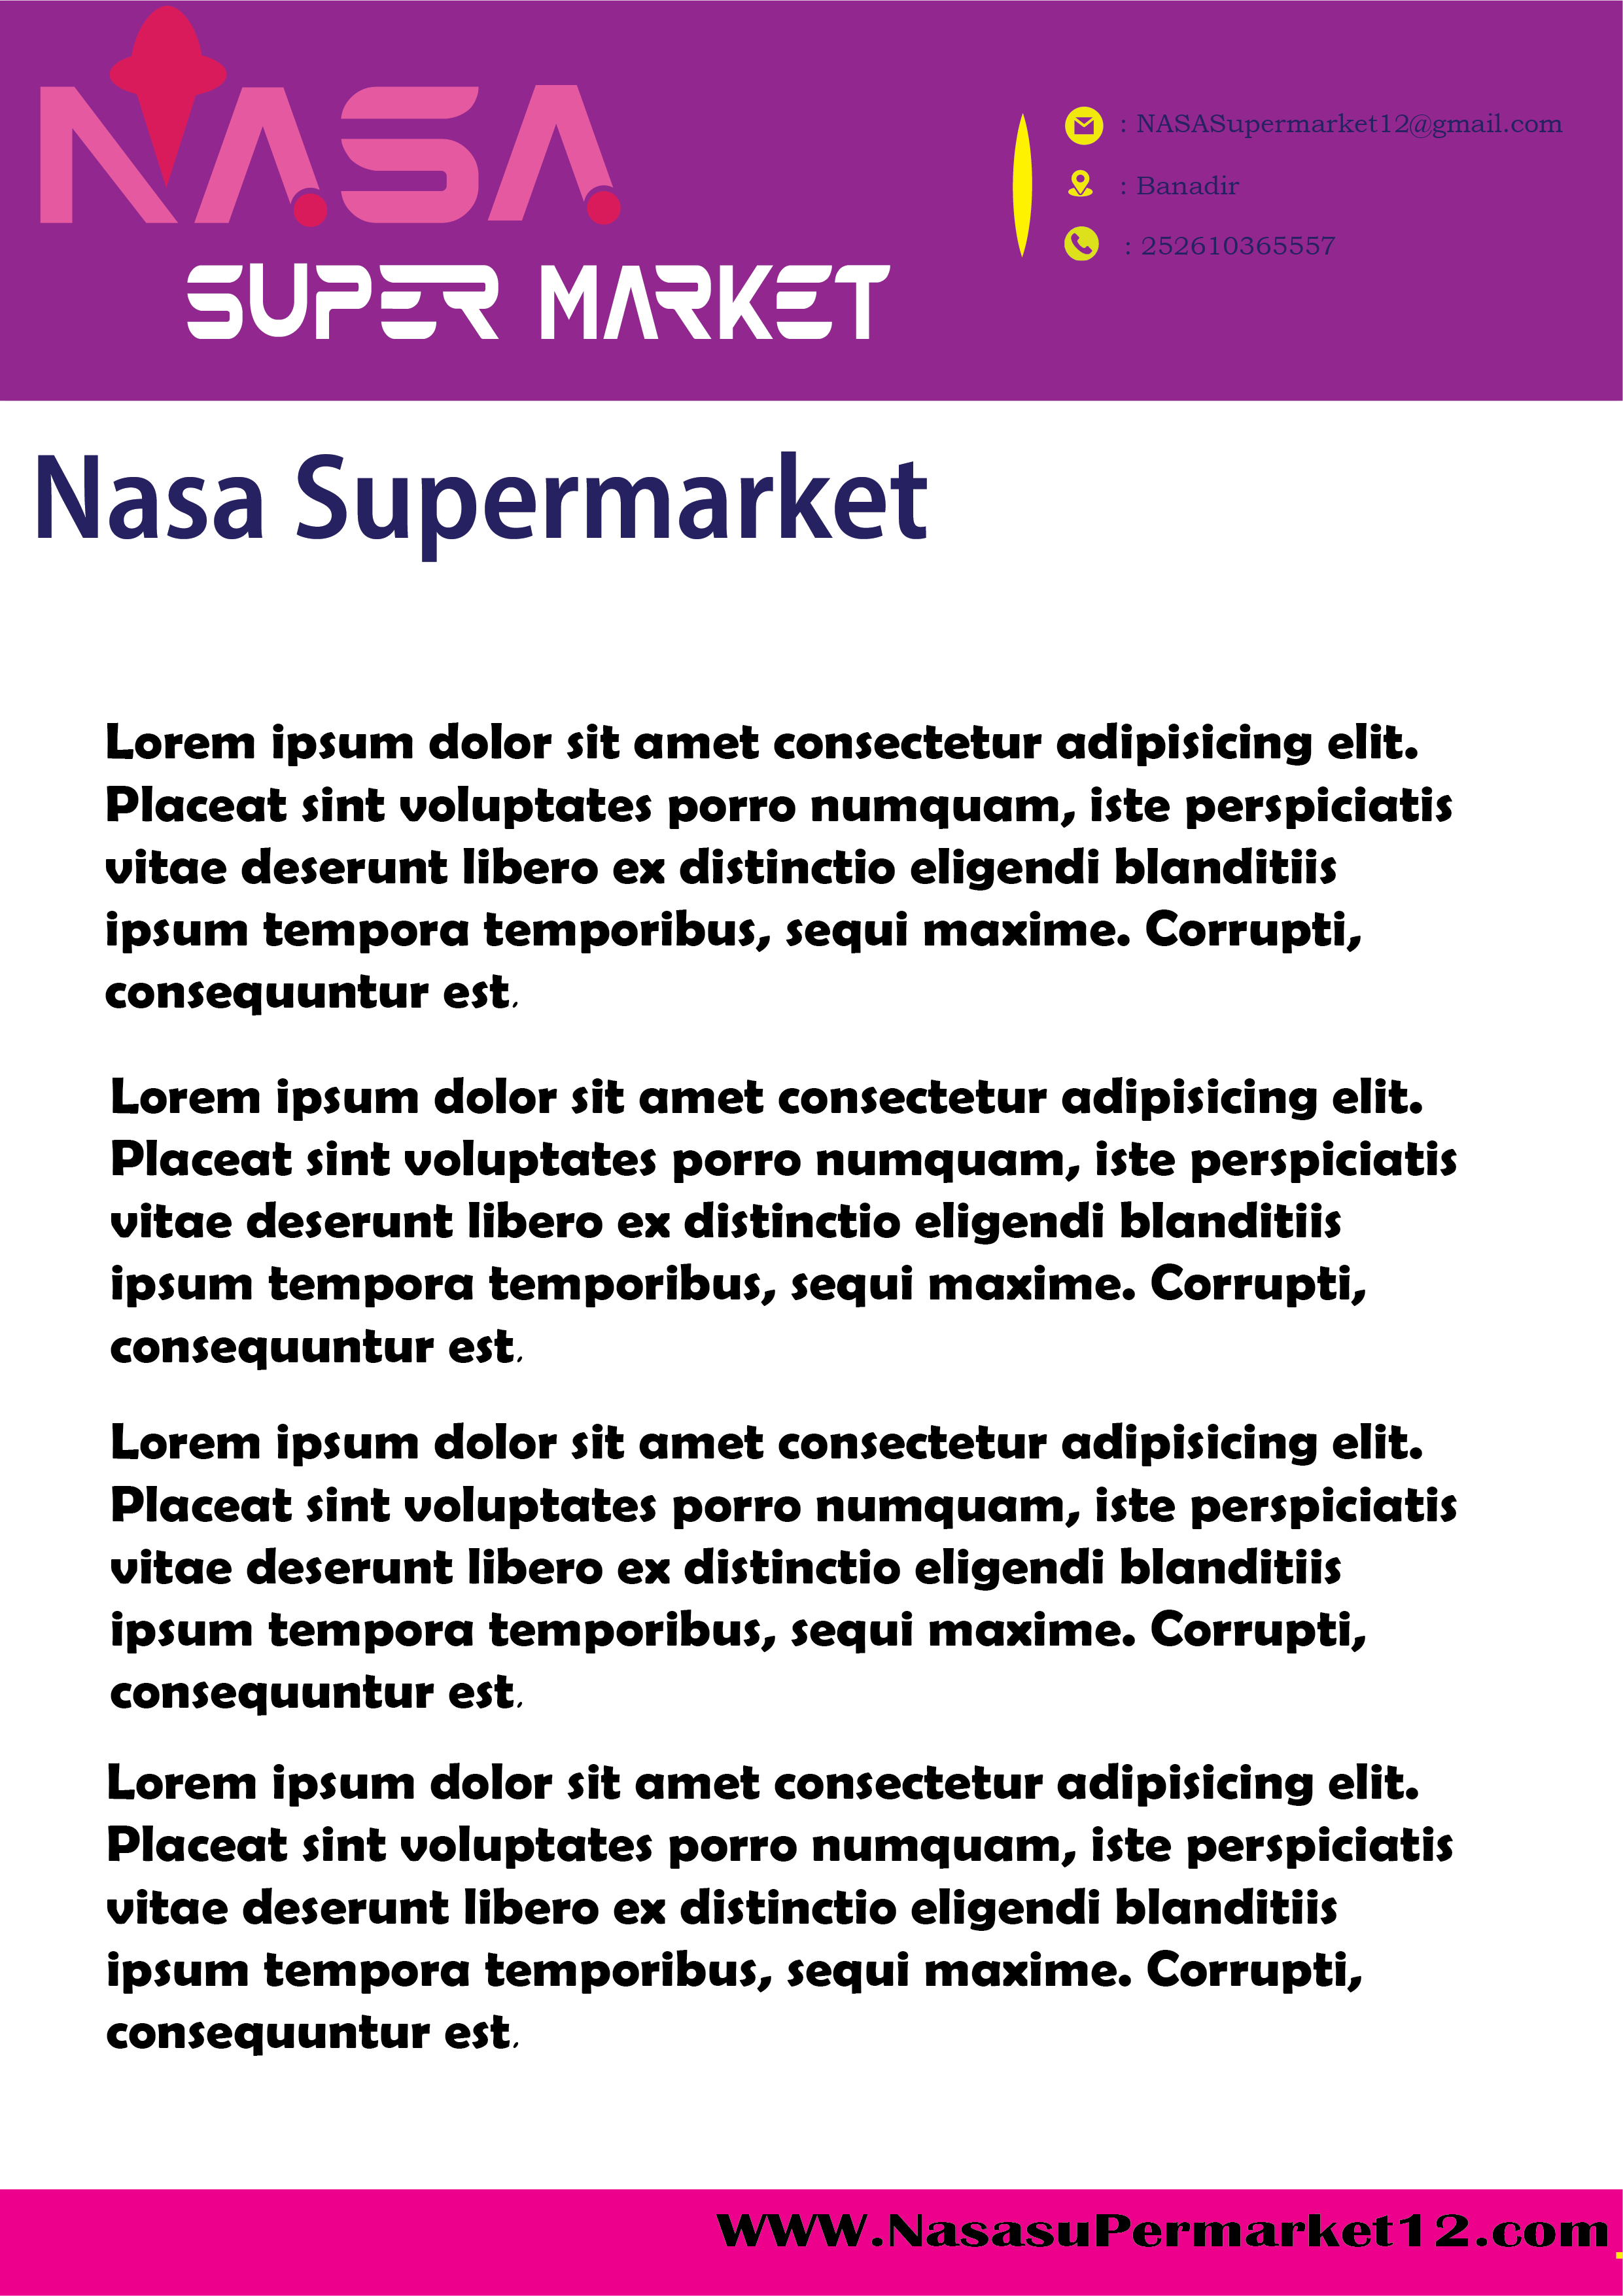 NASA
SUPER MARKET
: NASASupermarket12@gmail.com
: Banadir
: 252610365557
Nasa Supermarket
Lorem ipsum dolor sit amet consectetur adipisicing elit.
Placeat sint voluptates porro numquam, iste perspiciatis
vitae deserunt libero ex distinctio eligendi blanditiis
ipsum tempora temporibus, sequi maxime. Corrupti,
consequuntur est.
Lorem ipsum dolor sit amet consectetur adipisicing elit.
Placeat sint voluptates porro numquam, iste perspiciatis
vitae deserunt libero ex distinctio eligendi blanditiis
ipsum tempora temporibus, sequi maxime. Corrupti,
consequuntur est.
Lorem ipsum dolor sit amet consectetur adipisicing elit.
Placeat sint voluptates porro numquam, iste perspiciatis
vitae deserunt libero ex distinctio eligendi blanditiis
ipsum tempora temporibus, sequi maxime. Corrupti,
consequuntur est.
Lorem ipsum dolor sit amet consectetur adipisicing elit.
Placeat sint voluptates porro numquam, iste perspiciatis
vitae deserunt libero ex distinctio eligendi blanditiis
ipsum tempora temporibus, sequi maxime. Corrupti,
consequuntur est.
WWW.NasasuPermarket12.com